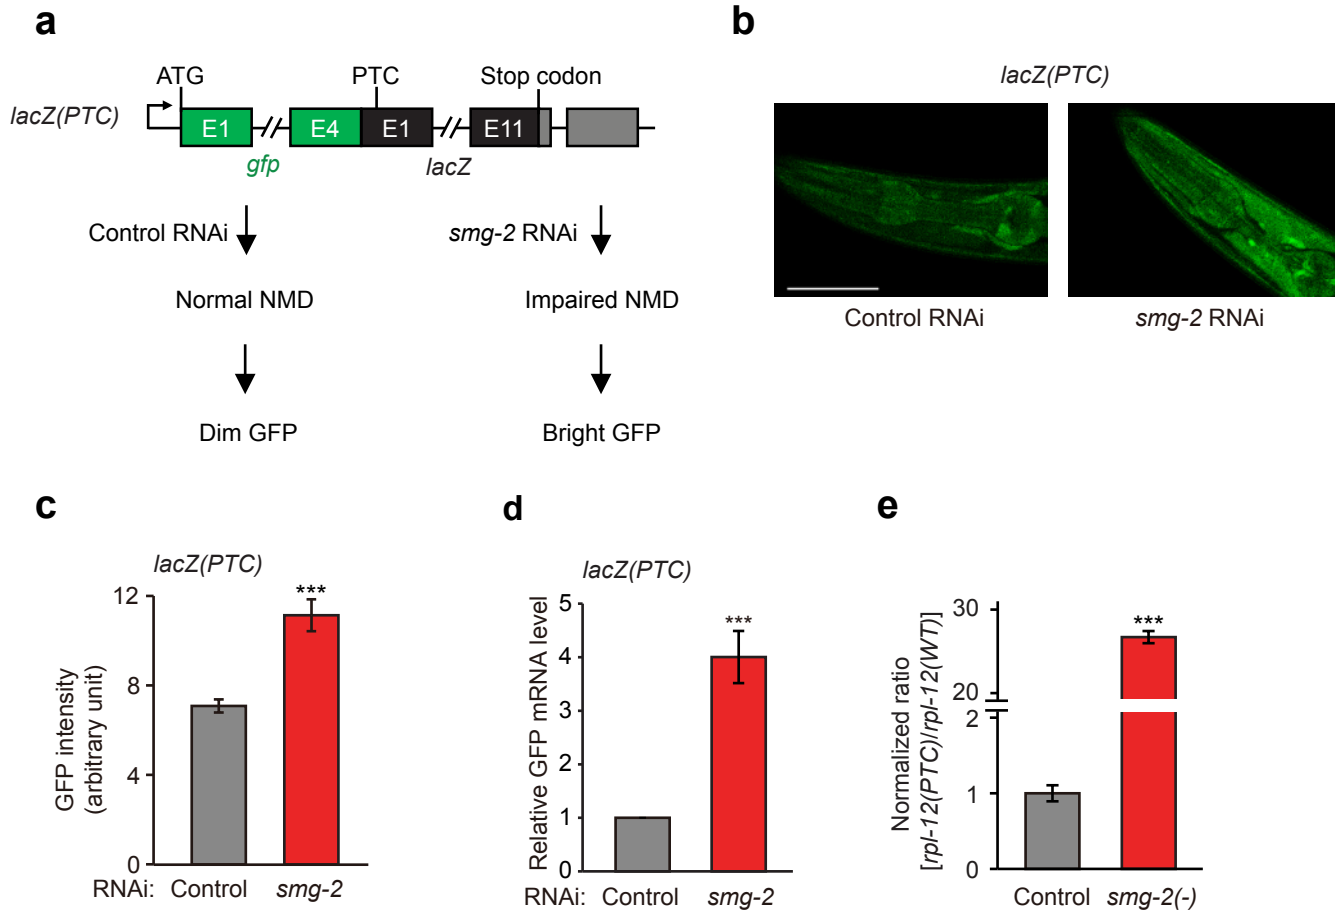 a
ATG
PTC
Stop codon
lacZ(PTC)
E1
E4
E1
E11
gfp
lacZ
Control RNAi
smg-2 RNAi
Normal NMD
Impaired NMD
Dim GFP
Bright GFP
b
lacZ(PTC)
Control RNAi
smg-2 RNAi
c
lacZ(PTC)
GFP intensity
(arbitrary unit)
12
8
4
0
***
RNAi: Control smg-2
d
lacZ(PTC)
Relative GFP mRNA level
5
4
3
2
1
0
***
RNAi: Control smg-2
e
Normalized ratio
[rpl-12(PTC)/rpl-12(WT)]
30
20
2
1
0
***
Control smg-2(-)